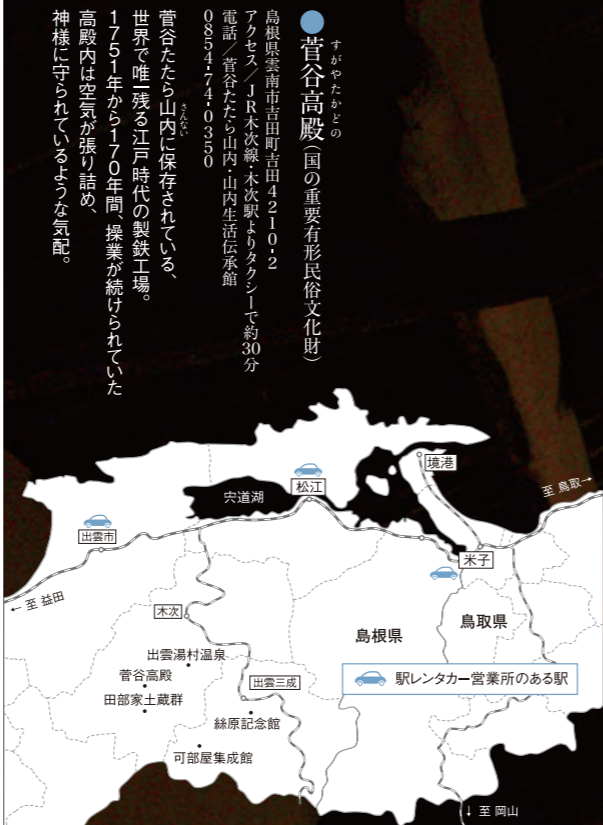 すがやたかどの
●菅谷高殿（国の重要有形民俗文化財）
島根県雲南市吉田町吉田4210-2
アクセス／JR木次線・木次駅よりタクシーで約30分
電話／菅谷たたら山内・山内生活伝承館
0854-74-0350
さんない
菅谷たたら山内に保存されている、
世界で唯一残る江戸時代の製鉄工場。
1751年から170年間、操業が続けられていた
高殿内は空気が張り詰め、
神様に守られているような気配。
境港
松江
宍道湖
至 鳥取→
出雲市
米子
← 至 益田
木次
鳥取県
島根県
出雲湯村温泉
菅谷高殿
出雲三成
駅レンタカー営業所のある駅
田部家土蔵群
絲原記念館
可部屋集成館
↓ 至 岡山